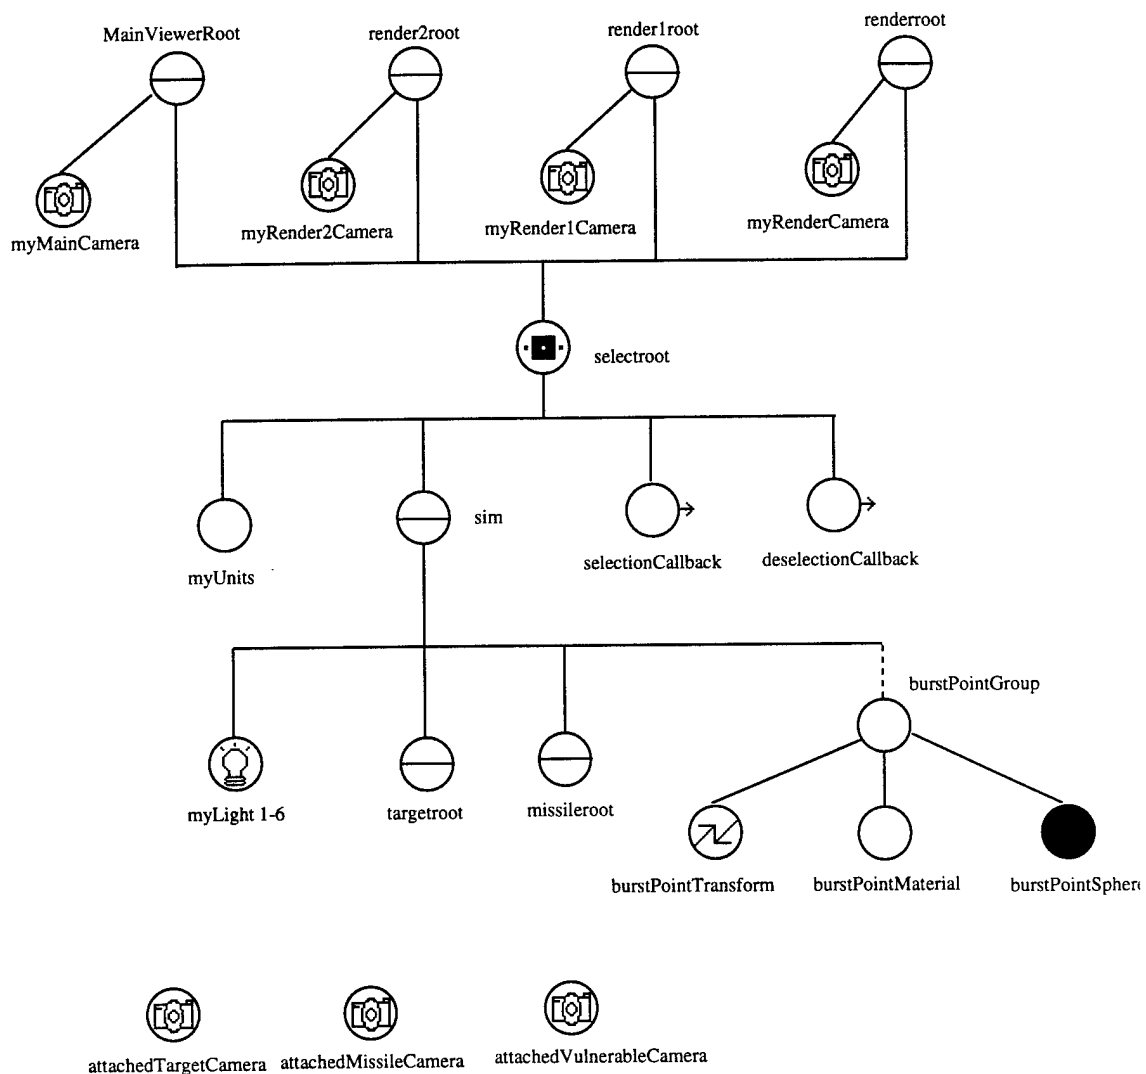 MainViewerRoot
render2root
render1root
renderroot
myMainCamera
myRender2Camera
myRender1Camera
myRenderCamera
selectroot
myUnits
sim
selectionCallback
deselectionCallback
burstPointGroup
myLight 1-6
targetroot
missileroot
burstPointTransform
burstPointMaterial
burstPointSphere
attachedTargetCamera
attachedMissileCamera
attachedVulnerableCamera